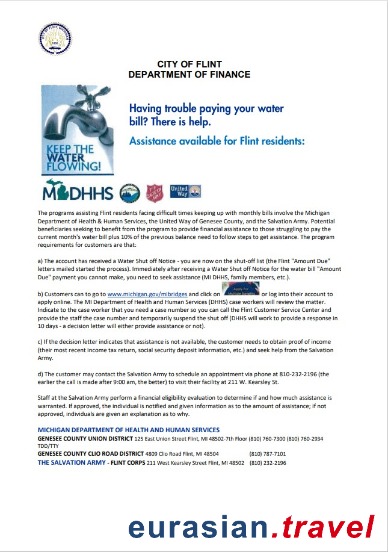 CITY OF FLINT
DEPARTMENT OF FINANCE
Having trouble paying your water
bill? There is help.
Assistance available for Flint residents:
KEEP THE
WATER
FLOWING!
MDHHS
United
Way
The programs assisting Flint residents facing difficult times keeping up with monthly bills involve the Michigan
Department of Health & Human Services, the United Way of Genesee County, and the Salvation Army. Potential
beneficiaries seeking to benefit from the program to provide financial assistance to those struggling to pay the
current month's water bill plus 10% of the previous balance need to follow steps to get assistance. The program
requirements for customers are that:
a) The account has received a Water Shut off Notice - you are now on the shut-off list (the Flint "Amount Due"
letters mailed started the process). Immediately after receiving a Water Shut off Notice for the water bill "Amount
Due" payment you cannot make, you need to seek assistance (MI DHHS, family members, etc.).
b) Customers can to go to www.michigan.gov/mibridges and click on or log into their account to
apply online. The MI Department of Health and Human Services (DHHS) case workers will review the matter.
Indicate to the case worker that you need a case number so you can call the Flint Customer Service Center and
provide the staff the case number and temporarily suspend the shut off (DHHS will work to provide a response in
10 days - a decision letter will either provide assistance or not).
c) If the decision letter indicates that assistance is not available, the customer needs to obtain proof of income
(their most recent income tax return, social security deposit information, etc.) and seek help from the Salvation
Army.
d) The customer may contact the Salvation Army to schedule an appointment via phone at 810-232-2196 (the
earlier the call is made after 9:00 am, the better) to visit their facility at 211 W. Kearsley St.
Staff at the Salvation Army perform a financial eligibility evaluation to determine if and how much assistance is
warranted. If approved, the individual is notified and given information as to the amount of assistance; if not
approved, individuals are given an explanation as to why.
MICHIGAN DEPARTMENT OF HEALTH AND HUMAN SERVICES
GENESEE COUNTY UNION DISTRICT 125 East Union Street Flint, MI 48502-7th Floor (810) 760-7300 (810) 760-2934
TDD/TTY
GENESEE COUNTY CLIO ROAD DISTRICT 4809 Clio Road Flint, MI 48504 (810) 787-7101
THE SALVATION ARMY - FLINT CORPS 211 West Kearsley Street Flint, MI 48502 (810) 232-2196
eurasian.travel